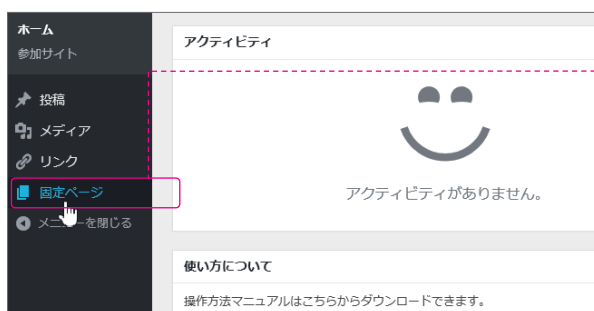 ホーム
参加サイト
投稿
メディア
リンク
固定ページ
メニューを閉じる
アクティビティ
アクティビティがありません。
使い方について
操作方法マニュアルはこちらからダウンロードできます。